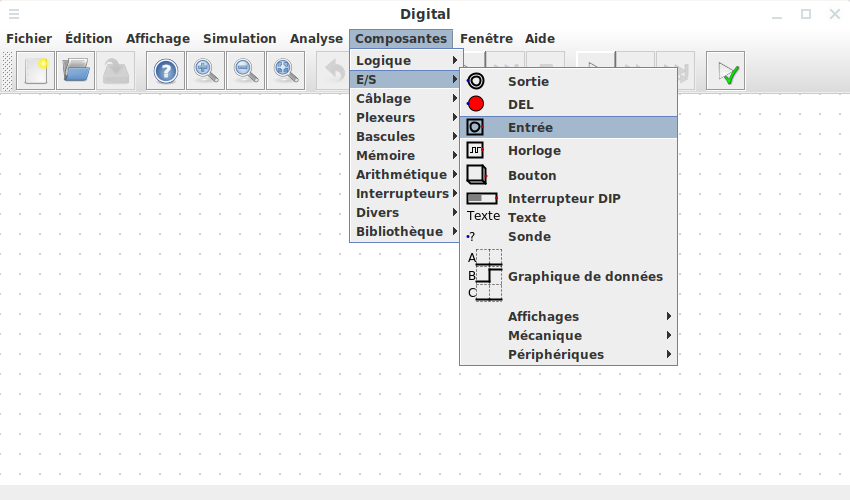 Digital
Fichier Édition Affichage Simulation Analyse Composantes Fenêtre Aide
Logique
E/S
Câblage
Plexeurs
Bascules
Mémoire
Arithmétique
Interrupteurs
Divers
Bibliothèque
Sortie
DEL
Entrée
Horloge
Bouton
Interrupteur DIP
Texte Texte
? Sonde
A
B Graphique de données
C
Affichages
Mécanique
Périphériques